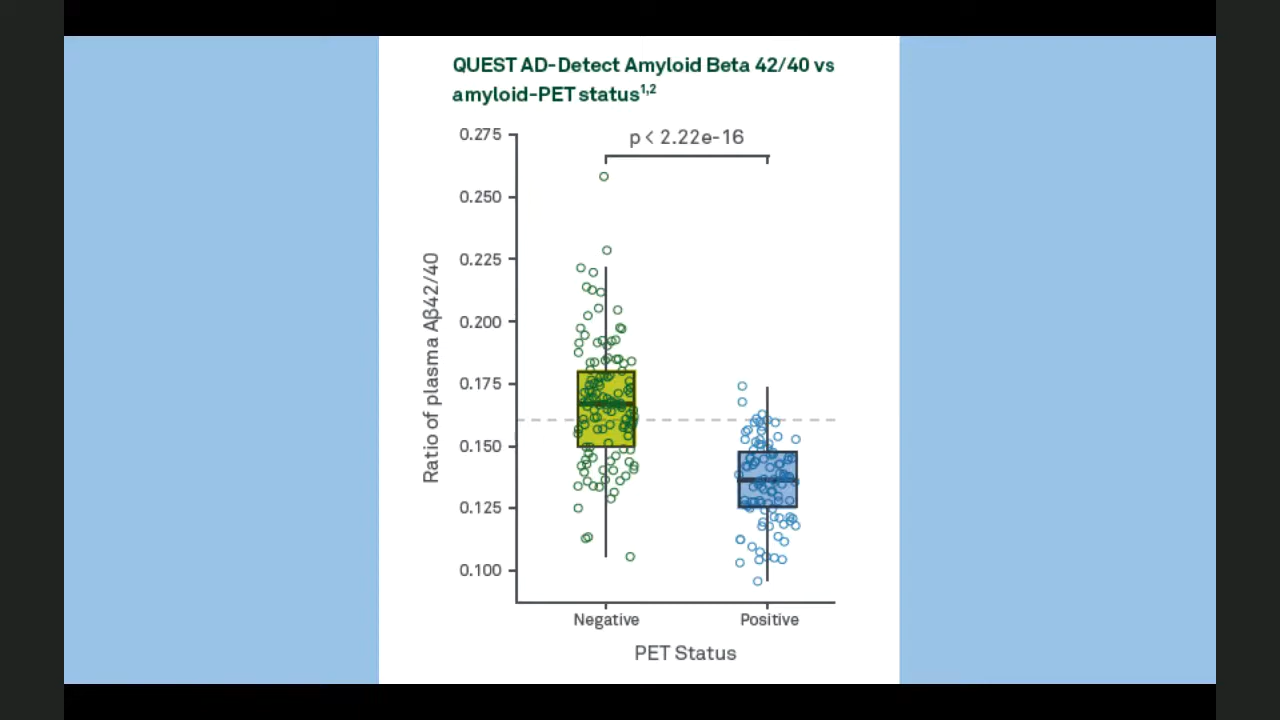 QUEST AD-Detect Amyloid Beta 42/40 vs
amyloid-PET status1,2
p < 2.22e-16
0.275
0.250
0.225
0.200
0.175
0.150
0.125
0.100
Ratio of plasma Aβ42/40
Negative
Positive
PET Status